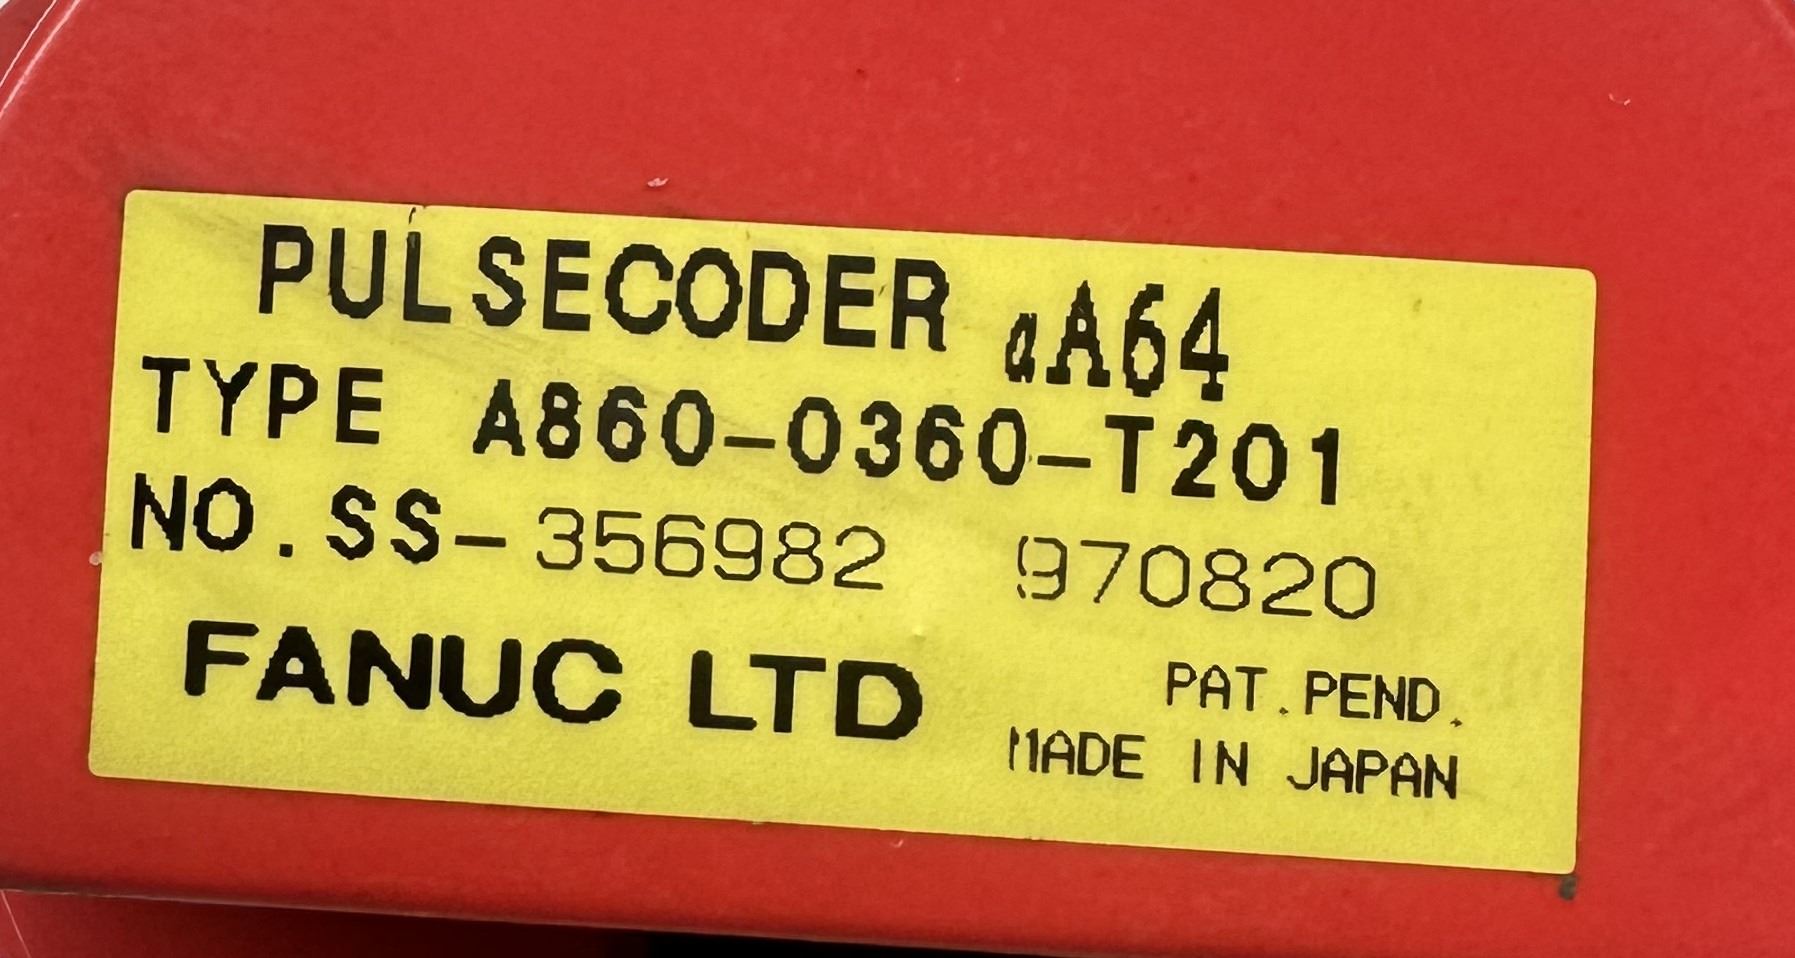 PULSECODER αA64
TYPE A860-0360-T201
NO.SS-356982 970820
FANUC LTD
PAT.PEND.
MADE IN JAPAN